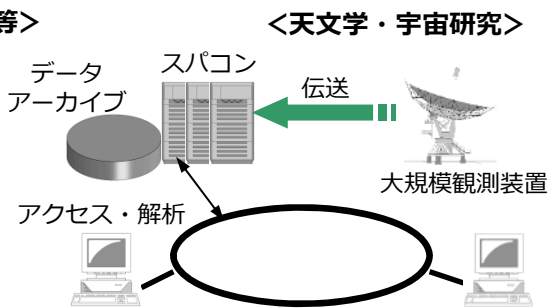 等>
<天文学・宇宙研究>
データ
アーカイブ
スパコン
伝送
大規模観測装置
アクセス・解析